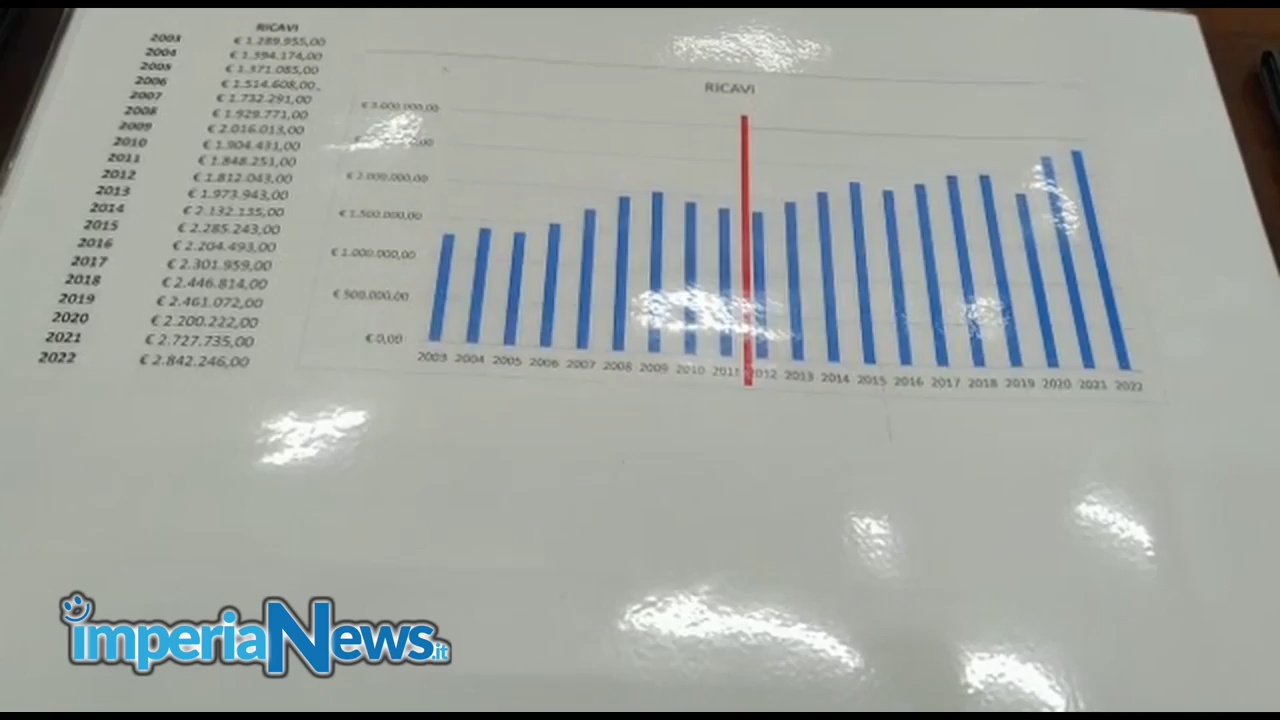 RICAVI
2003 € 1.289.955,00
2004 € 1.394.174,00
2005 € 1.371.085,00
2006 € 1.514.608,00
2007 € 1.732.291,00
2008 € 1.929.771,00
2009 € 2.016.013,00
2010 € 1.904.431,00
2011 € 1.848.251,00
2012 € 1.812.043,00
2013 € 1.973.943,00
2014 € 2.132.135,00
2015 € 2.285.243,00
2016 € 2.204.493,00
2017 € 2.301.959,00
2018 € 2.446.814,00
2019 € 2.461.072,00
2020 € 2.200.222,00
2021 € 2.727.735,00
2022 € 2.842.246,00
RICAVI
€ 3.000.000,00
€ 2.000.000,00
€ 1.500.000,00
€ 1.000.000,00
€ 500.000,00
€ 0,00
2003 2004 2005 2006 2007 2008 2009 2010 2011 2012 2013 2014 2015 2016 2017 2018 2019 2020 2021 2022
imperiaNews.it